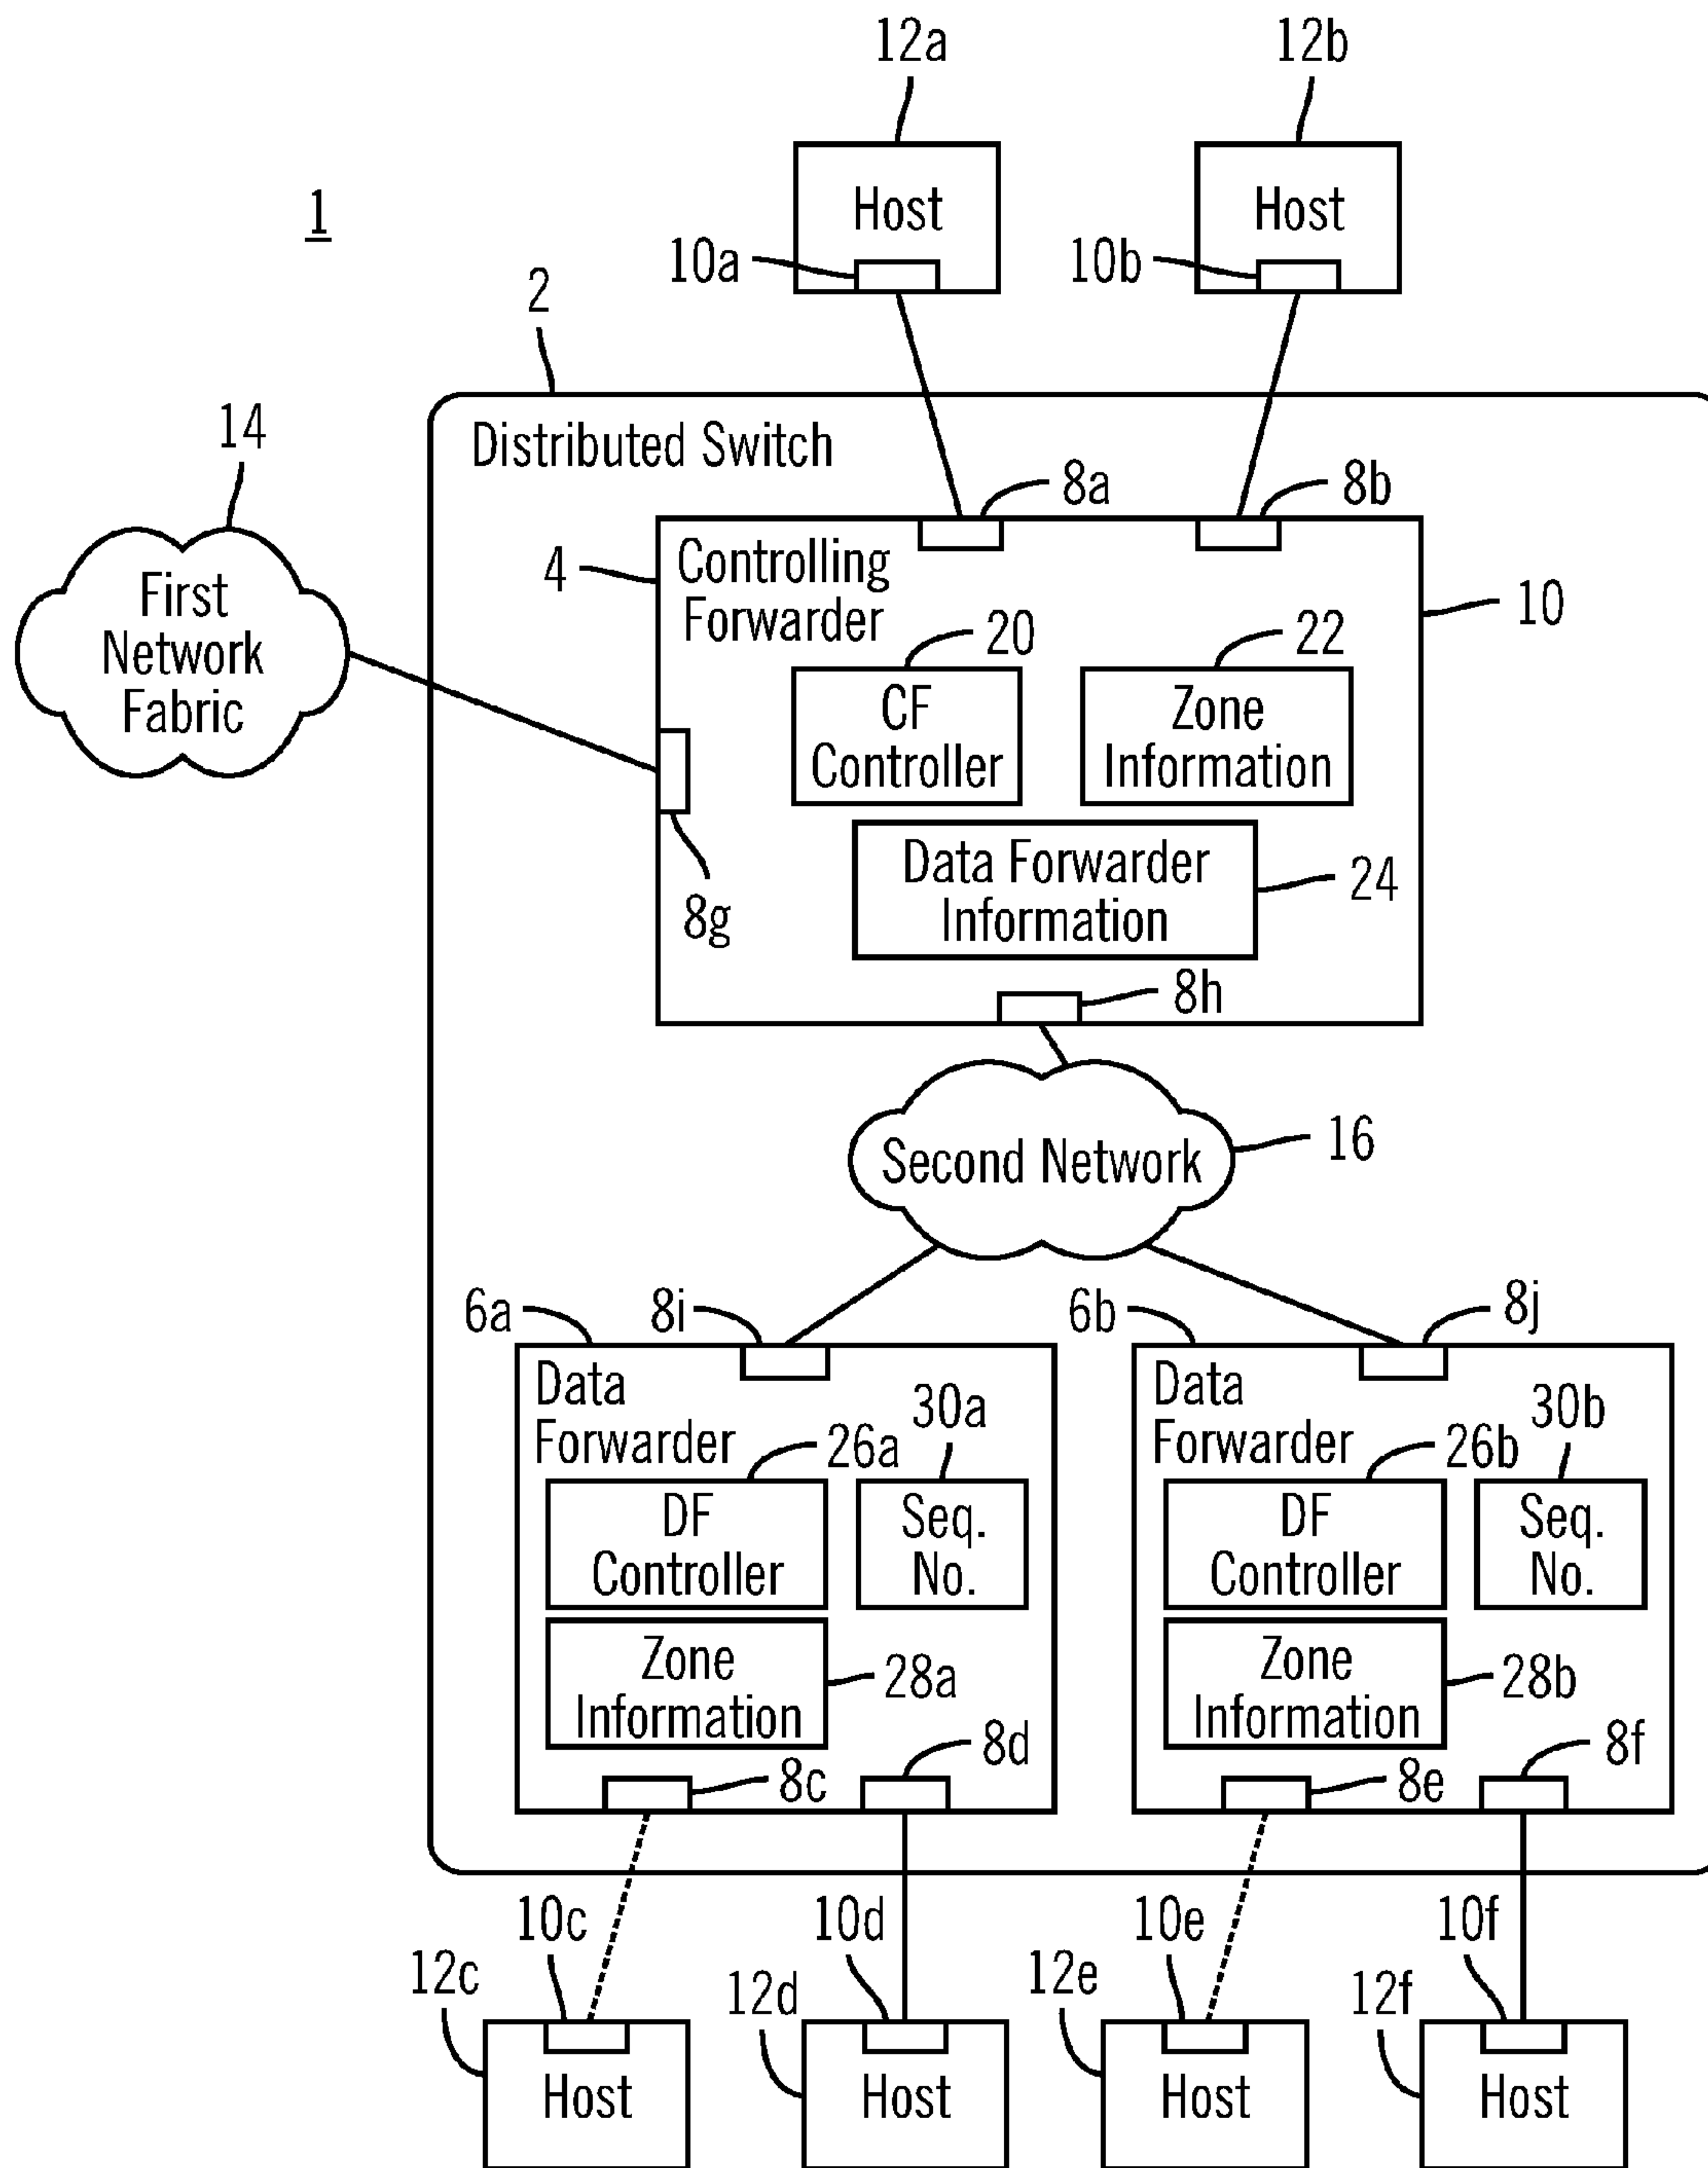 12a
12b
1
Host
Host
10a
10b
2
14
Distributed Switch
8a
8b
4
Controlling
Forwarder
10
First
Network
Fabric
20
22
CF
Controller
Zone
Information
8g
Data Forwarder
Information
24
8h
Second Network
16
6a
8i
6b
8j
Data
Forwarder
30a
26a
Data
Forwarder
30b
26b
DF
Controller
Seq.
No.
DF
Controller
Seq.
No.
Zone
Information
28a
Zone
Information
28b
8c
8d
8e
8f
10c
10d
10e
10f
12c
12d
12e
12f
Host
Host
Host
Host